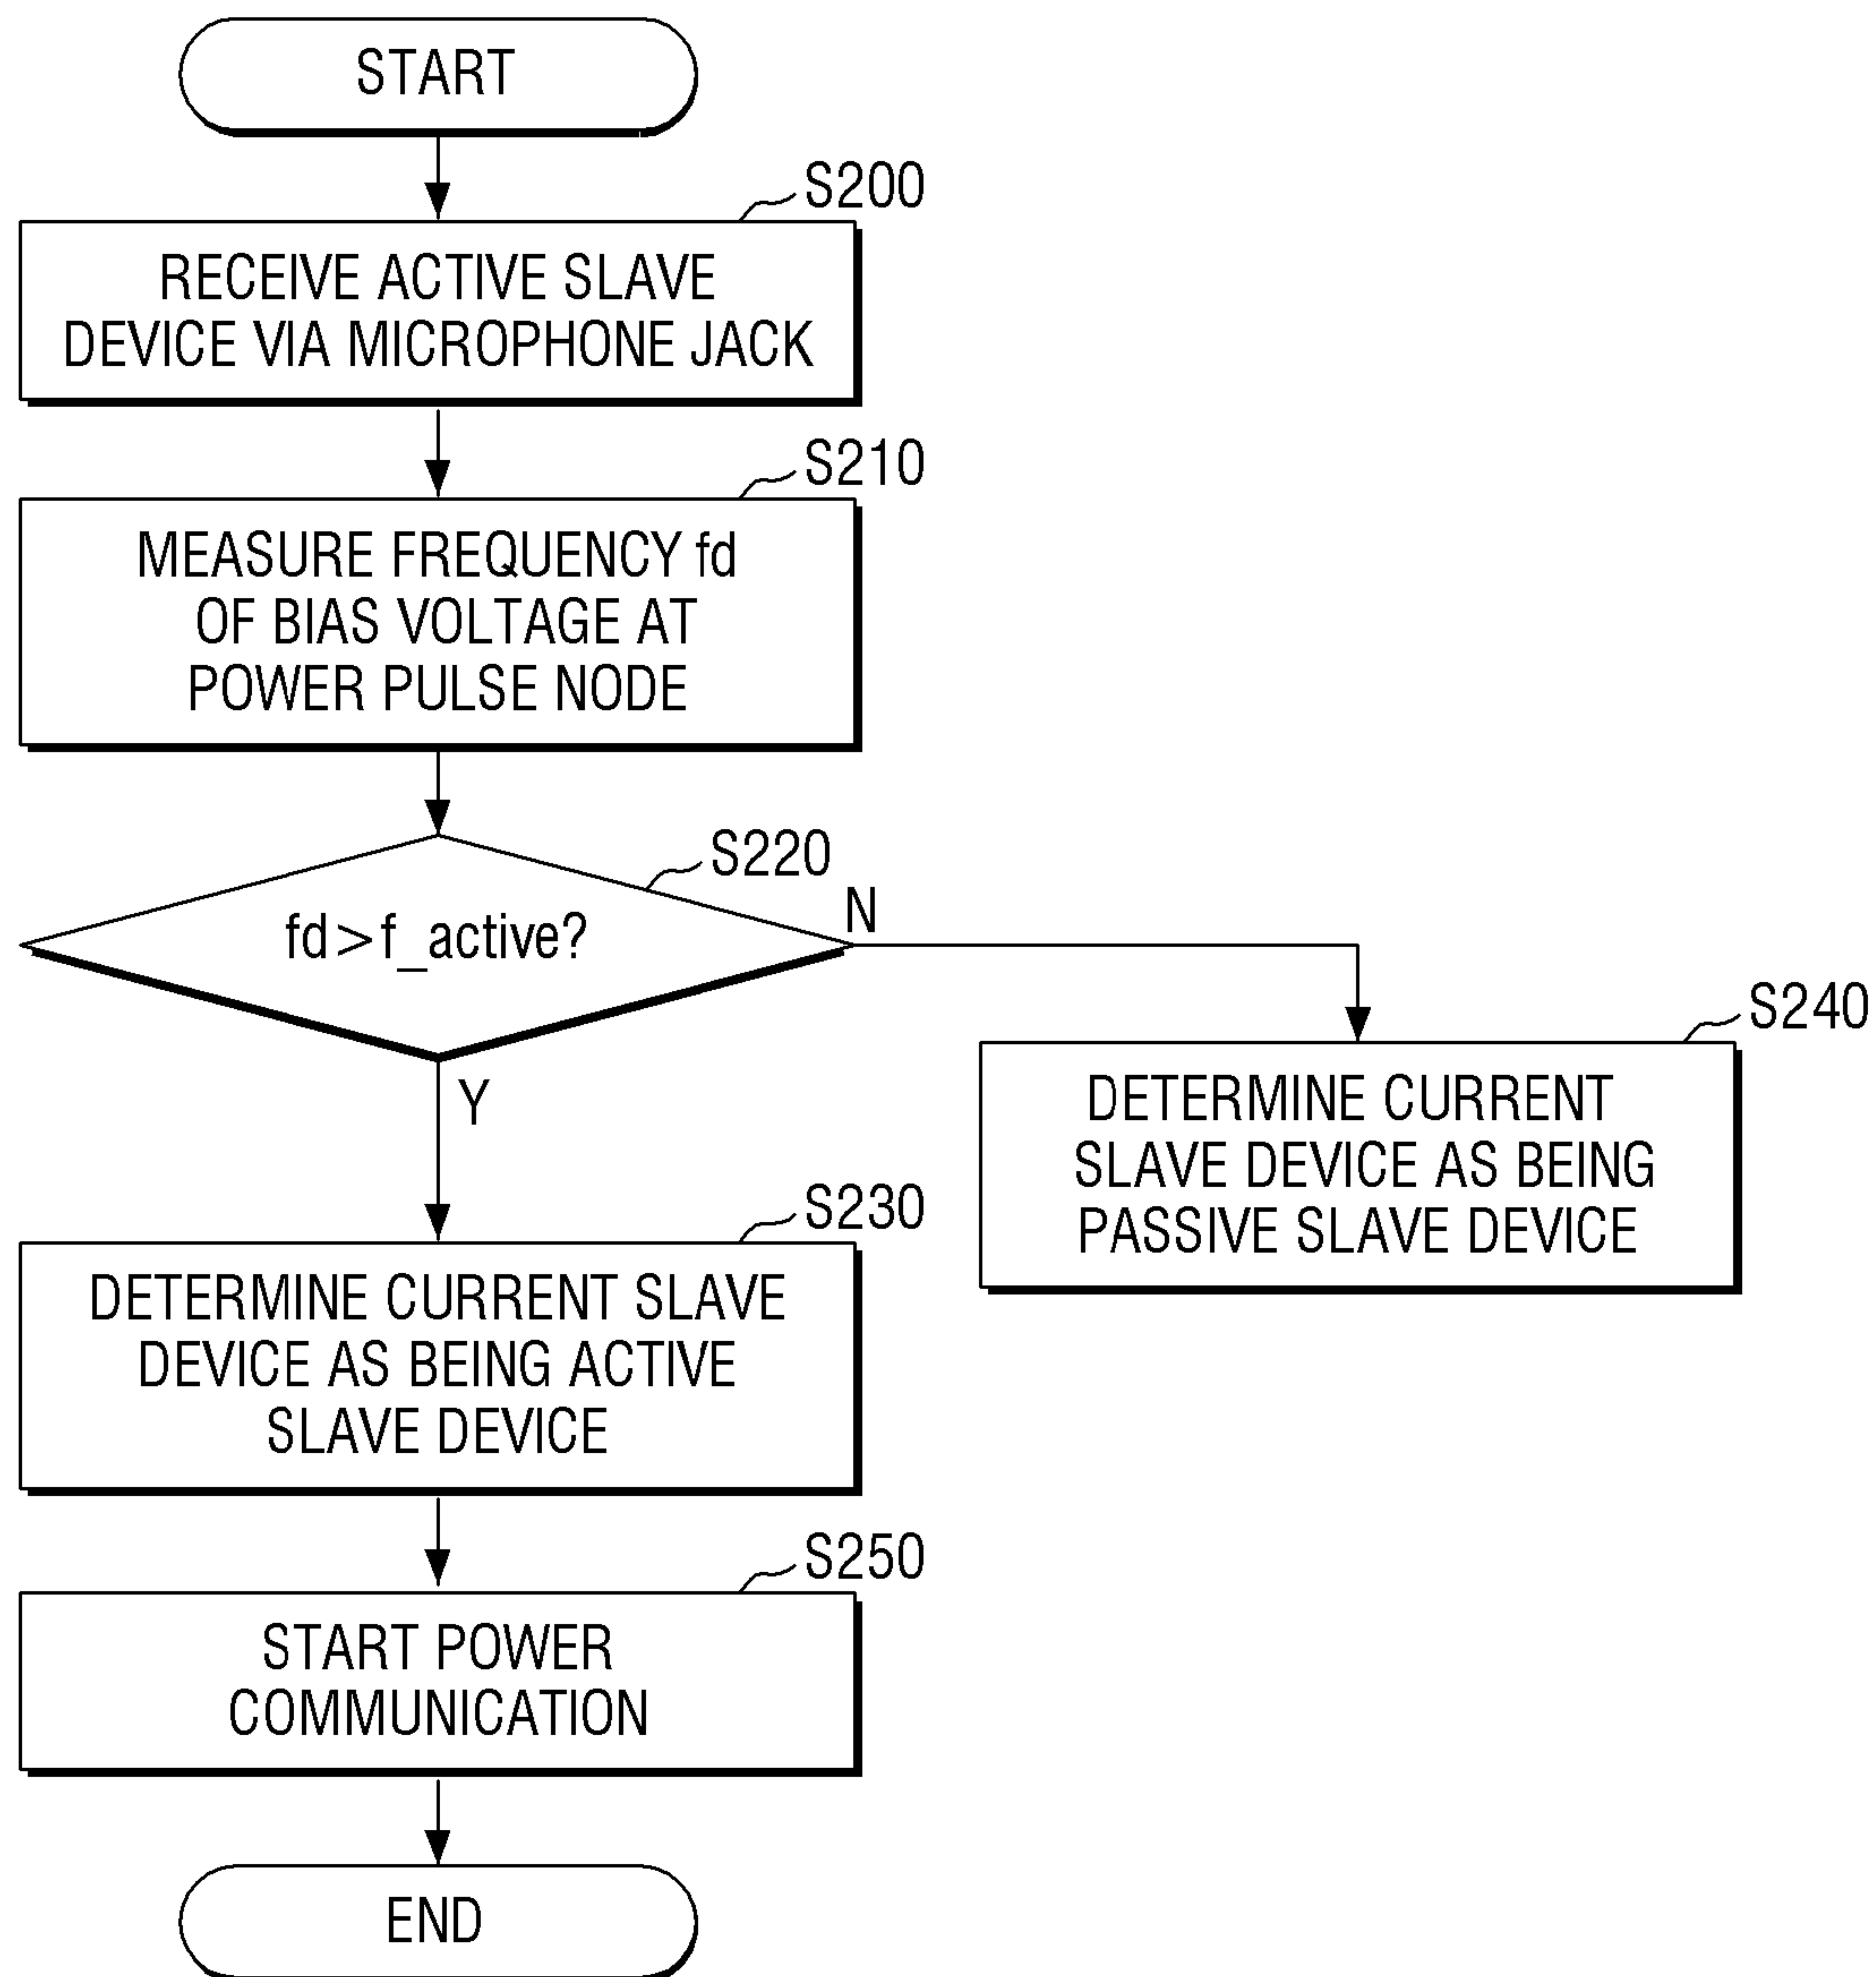 START
S200
RECEIVE ACTIVE SLAVE
DEVICE VIA MICROPHONE JACK
S210
MEASURE FREQUENCY fd
OF BIAS VOLTAGE AT
POWER PULSE NODE
S220
fd>f_active?
N
Y
S240
DETERMINE CURRENT
SLAVE DEVICE AS BEING
PASSIVE SLAVE DEVICE
S230
DETERMINE CURRENT SLAVE
DEVICE AS BEING ACTIVE
SLAVE DEVICE
S250
START POWER
COMMUNICATION
END